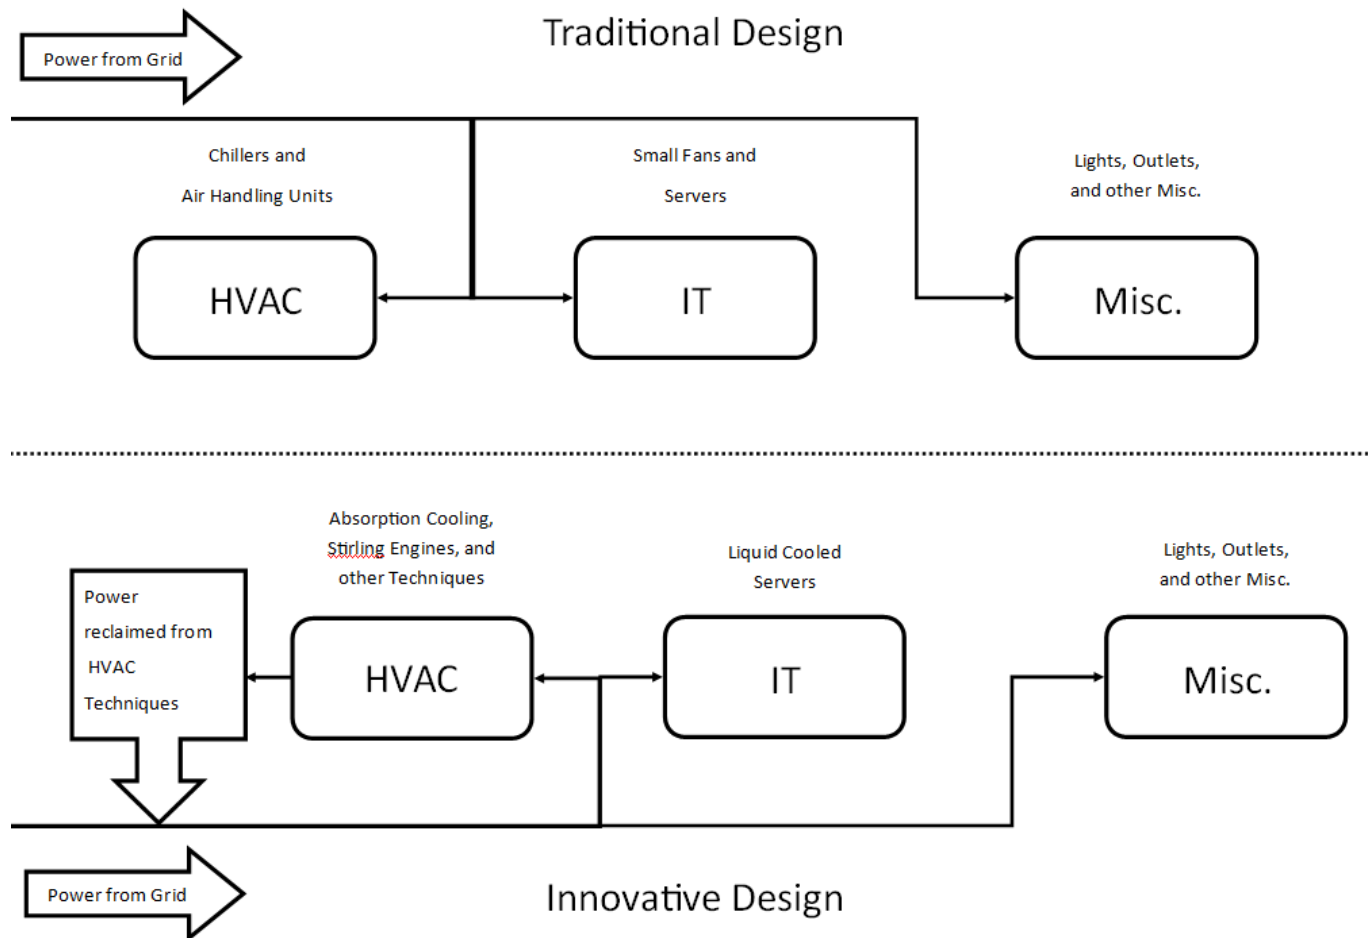 Traditional Design
Power from Grid
Chillers and
Air Handling Units
Small Fans and
Servers
Lights, Outlets,
and other Misc.
HVAC
IT
Misc.
Absorption Cooling,
Stirling Engines, and
other Techniques
Liquid Cooled
Servers
Lights, Outlets,
and other Misc.
Power
reclaimed from
HVAC
Techniques
HVAC
IT
Misc.
Power from Grid
Innovative Design